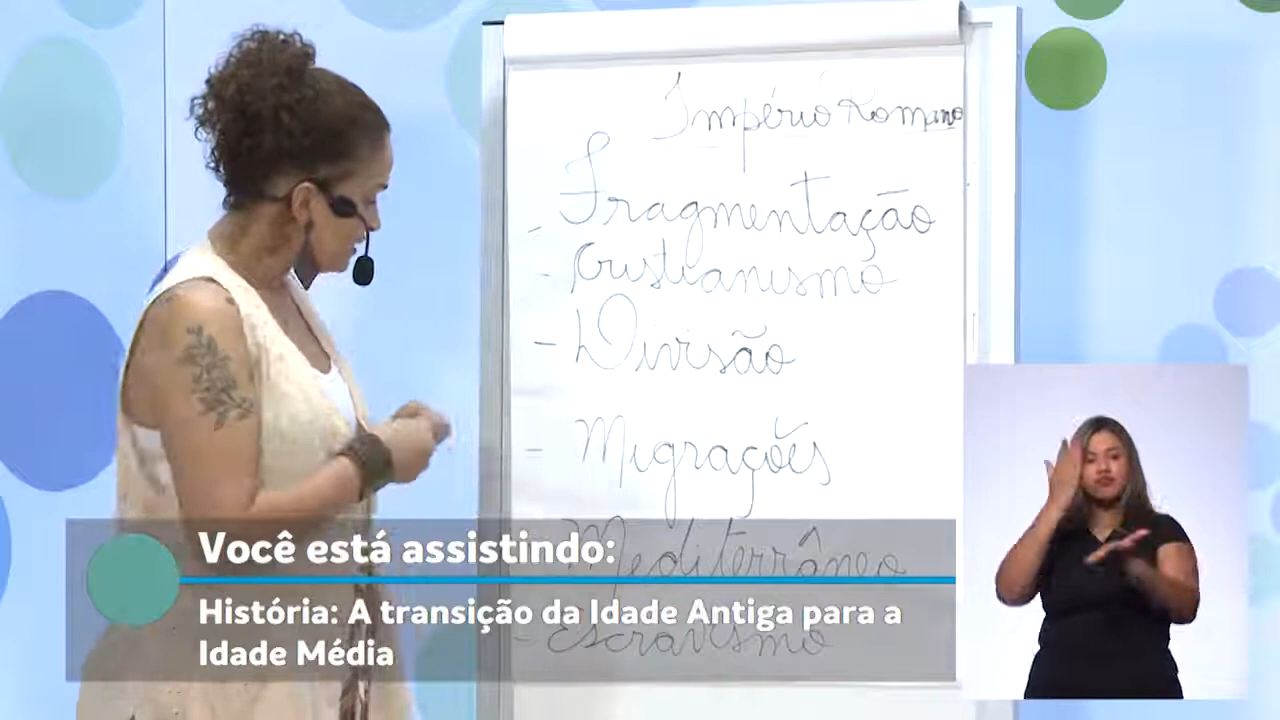 Império Romano
- Fragmentação
- Cristianismo
- Divisão
- Migrações
Mediterrâneo
- Escravismo
Você está assistindo:
História: A transição da Idade Antiga para a
Idade Média